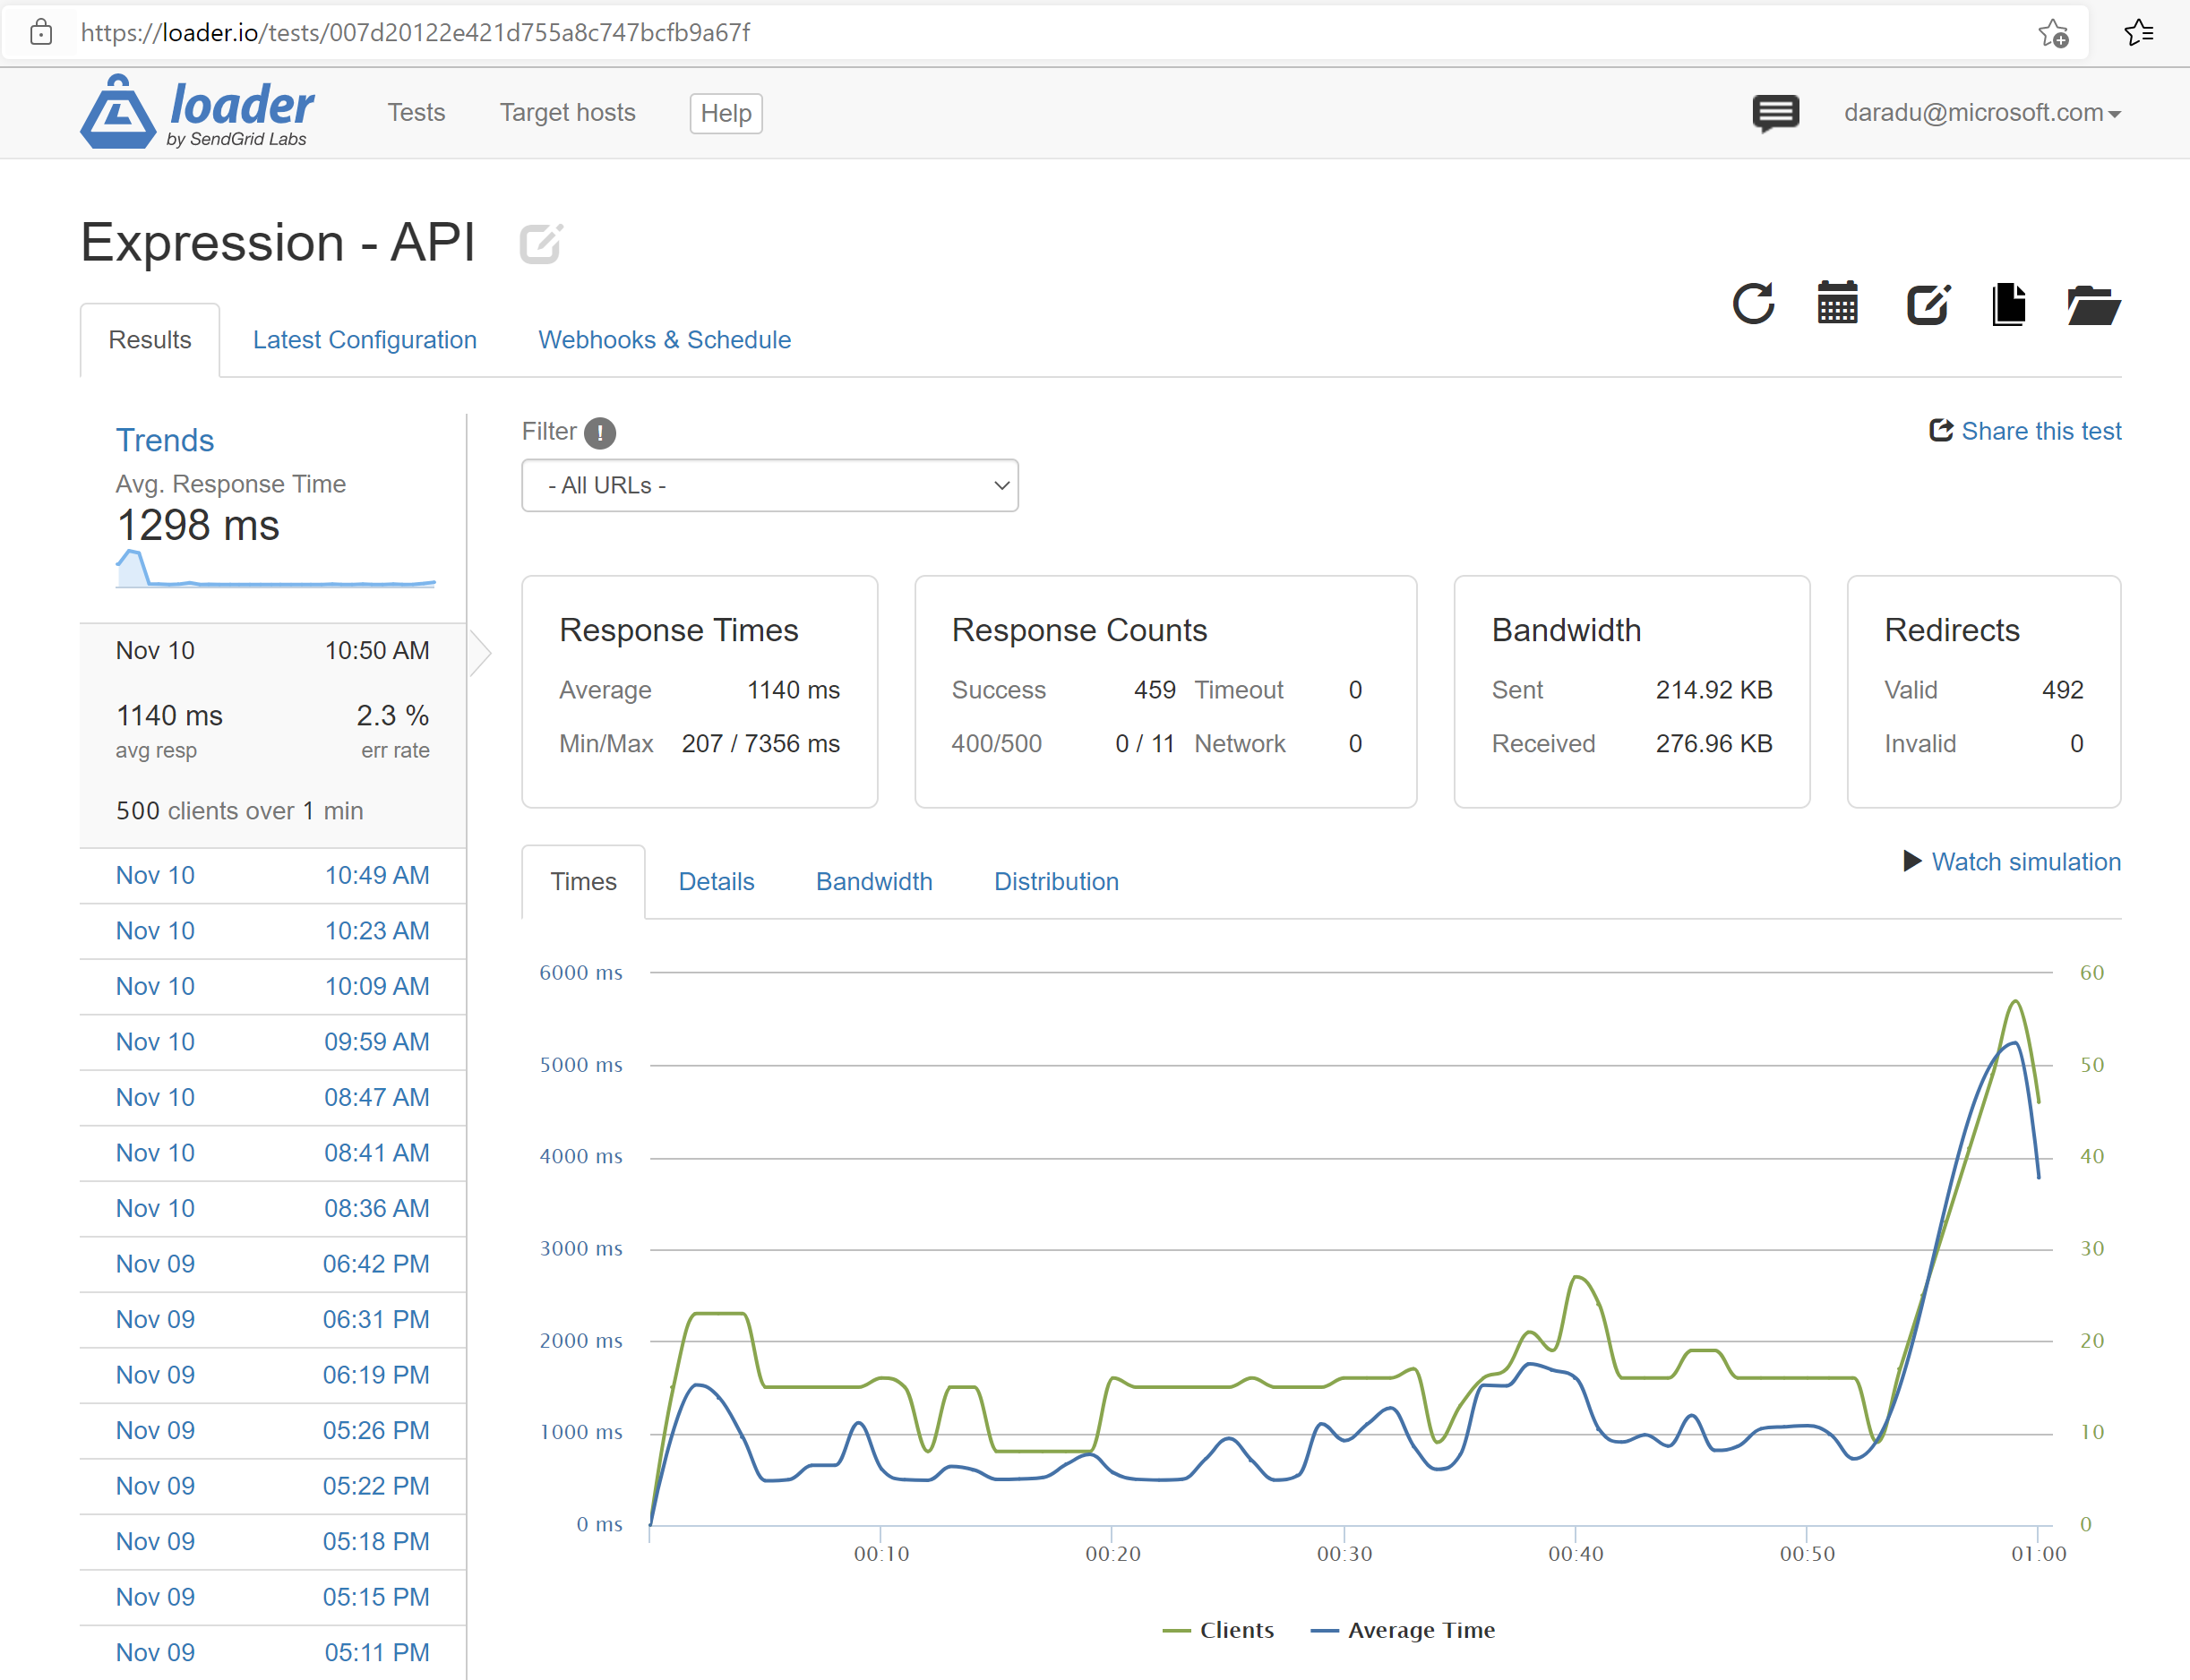 https://loader.io/tests/007d20122e421d755a8c747bcfb9a67f
loader
by SendGrid Labs
Tests
Target hosts
Help
daradu@microsoft.com
Expression - API
Results
Latest Configuration
Webhooks & Schedule
Trends
Avg. Response Time
1298 ms
Nov 10 10:50 AM
1140 ms 2.3 %
avg resp err rate
500 clients over 1 min
Nov 10 10:49 AM
Nov 10 10:23 AM
Nov 10 10:09 AM
Nov 10 09:59 AM
Nov 10 08:47 AM
Nov 10 08:41 AM
Nov 10 08:36 AM
Nov 09 06:42 PM
Nov 09 06:31 PM
Nov 09 06:19 PM
Nov 09 05:26 PM
Nov 09 05:22 PM
Nov 09 05:18 PM
Nov 09 05:15 PM
Nov 09 05:11 PM
Filter !
Share this test
- All URLs -
Response Times
Average 1140 ms
Min/Max 207 / 7356 ms
Response Counts
Success 459 Timeout 0
400/500 0 / 11 Network 0
Bandwidth
Sent 214.92 KB
Received 276.96 KB
Redirects
Valid 492
Invalid 0
Times
Details
Bandwidth
Distribution
Watch simulation
6000 ms 60
5000 ms 50
4000 ms 40
3000 ms 30
2000 ms 20
1000 ms 10
0 ms 0
00:10 00:20 00:30 00:40 00:50 01:00
Clients Average Time